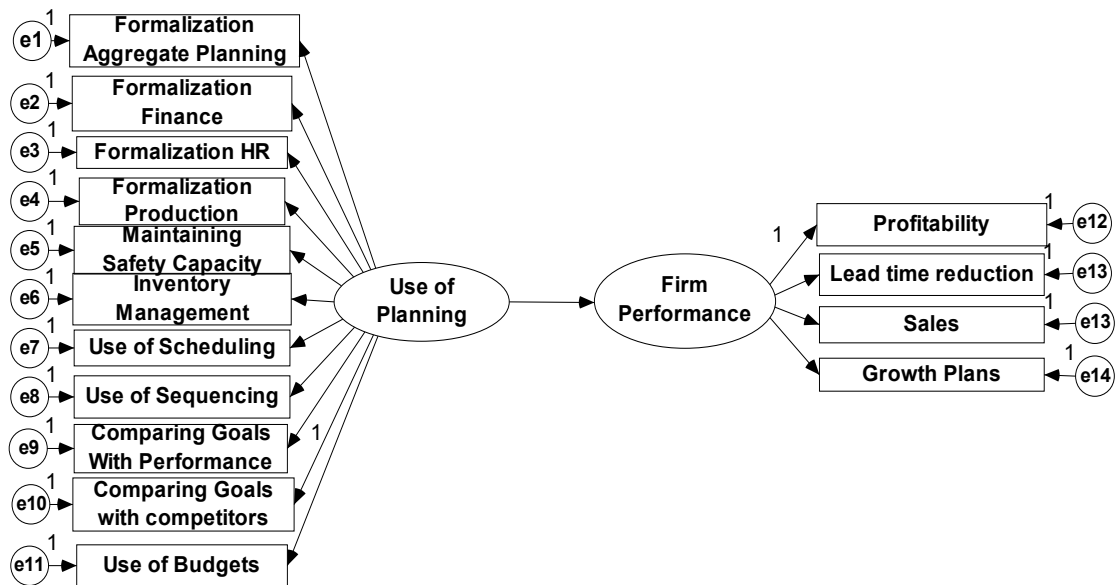 1
e1
Formalization
Aggregate Planning
1
e2
Formalization
Finance
1
e3
Formalization HR
1
e4
Formalization
Production
1
e5
Maintaining
Safety Capacity
1
e6
Inventory
Management
1
e7
Use of Scheduling
1
e8
Use of Sequencing
1
e9
Comparing Goals
With Performance
1
1
e10
Comparing Goals
with competitors
1
e11
Use of Budgets
Use of
Planning
Firm
Performance
1
Profitability
1
e12
Lead time reduction
1
e13
Sales
1
e13
Growth Plans
1
e14